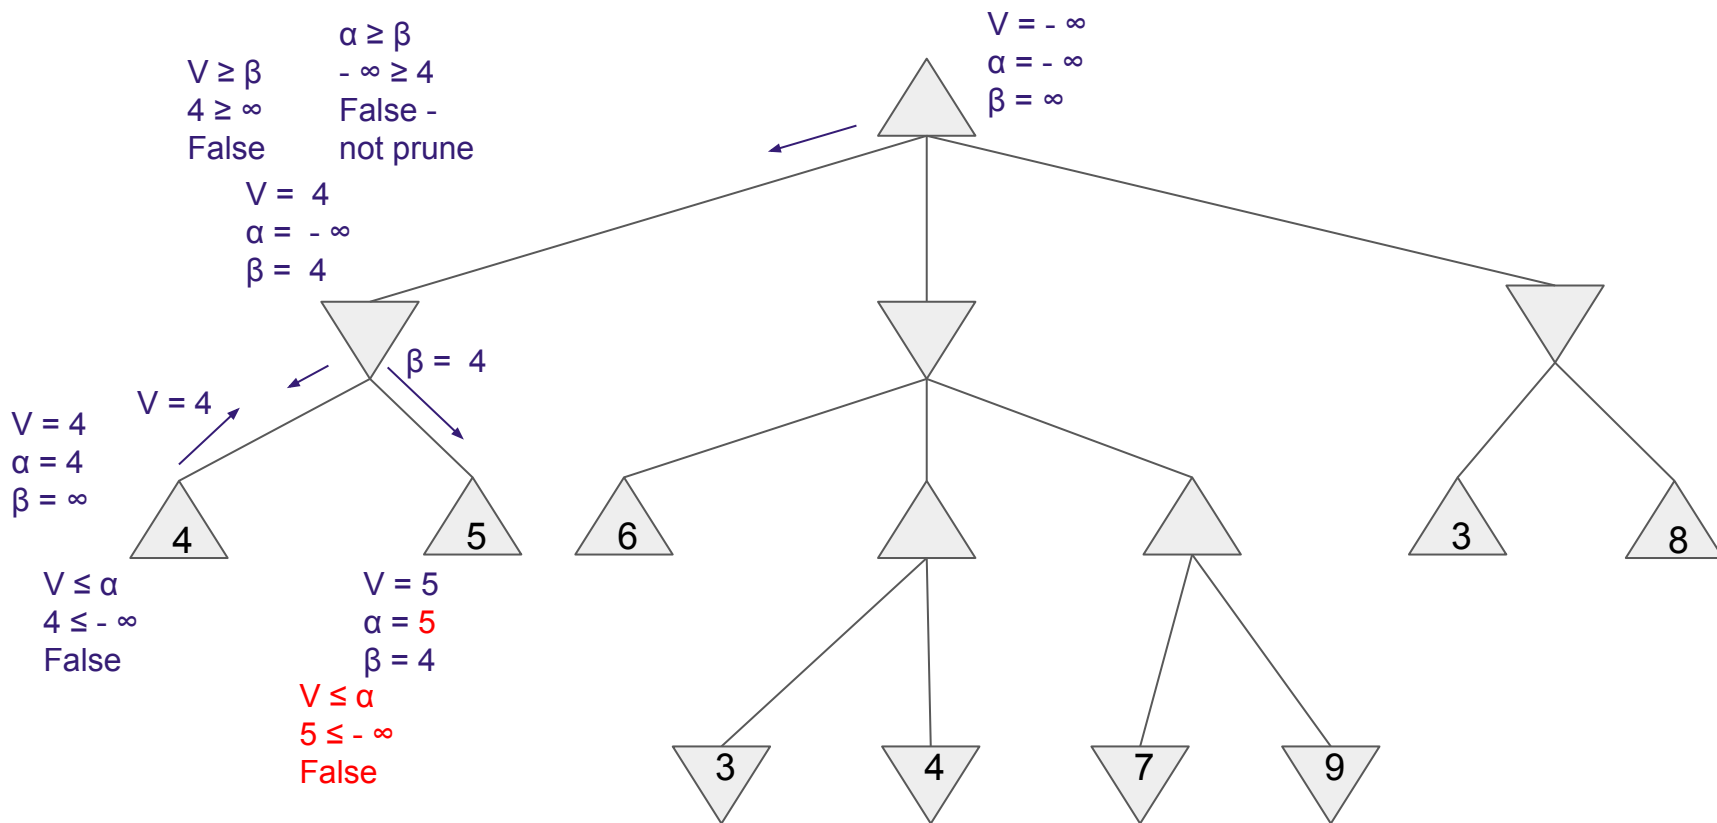 V = - ∞
α = - ∞
β = ∞
α ≥ β
- ∞ ≥ 4
False -
not prune
V ≥ β
4 ≥ ∞
False
V = 4
α = - ∞
β = 4
β = 4
V = 4
V = 4
α = 4
β = ∞
4
5
6
3
8
V ≤ α
4 ≤ - ∞
False
V = 5
α = 5
β = 4
V ≤ α
5 ≤ - ∞
False
3
4
7
9